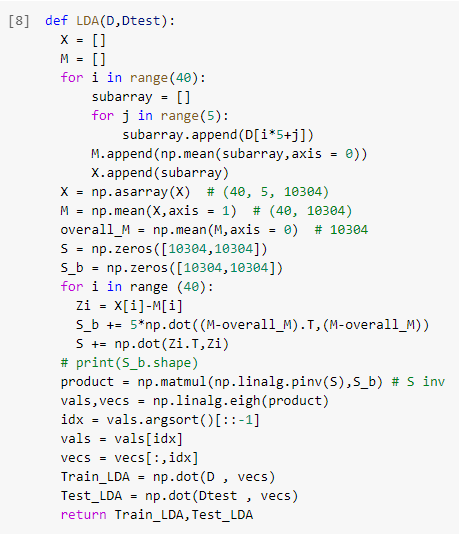 [8] def LDA(D,Dtest):
  X = []
  M = []
  for i in range(40):
      subarray = []
      for j in range(5):
          subarray.append(D[i*5+j])
      M.append(np.mean(subarray,axis = 0))
      X.append(subarray)
  X = np.asarray(X)  # (40, 5, 10304)
  M = np.mean(X,axis = 1)  # (40, 10304)
  overall_M = np.mean(M,axis = 0)  # 10304
  S = np.zeros([10304,10304])
  S_b = np.zeros([10304,10304])
  for i in range (40):
    Zi = X[i]-M[i]
    S_b += 5*np.dot((M-overall_M).T,(M-overall_M))
    S += np.dot(Zi.T,Zi)
  # print(S_b.shape)
  product = np.matmul(np.linalg.pinv(S),S_b) # S inv
  vals,vecs = np.linalg.eigh(product)
  idx = vals.argsort()[::-1]
  vals = vals[idx]
  vecs = vecs[:,idx]
  Train_LDA = np.dot(D , vecs)
  Test_LDA = np.dot(Dtest , vecs)
  return Train_LDA,Test_LDA